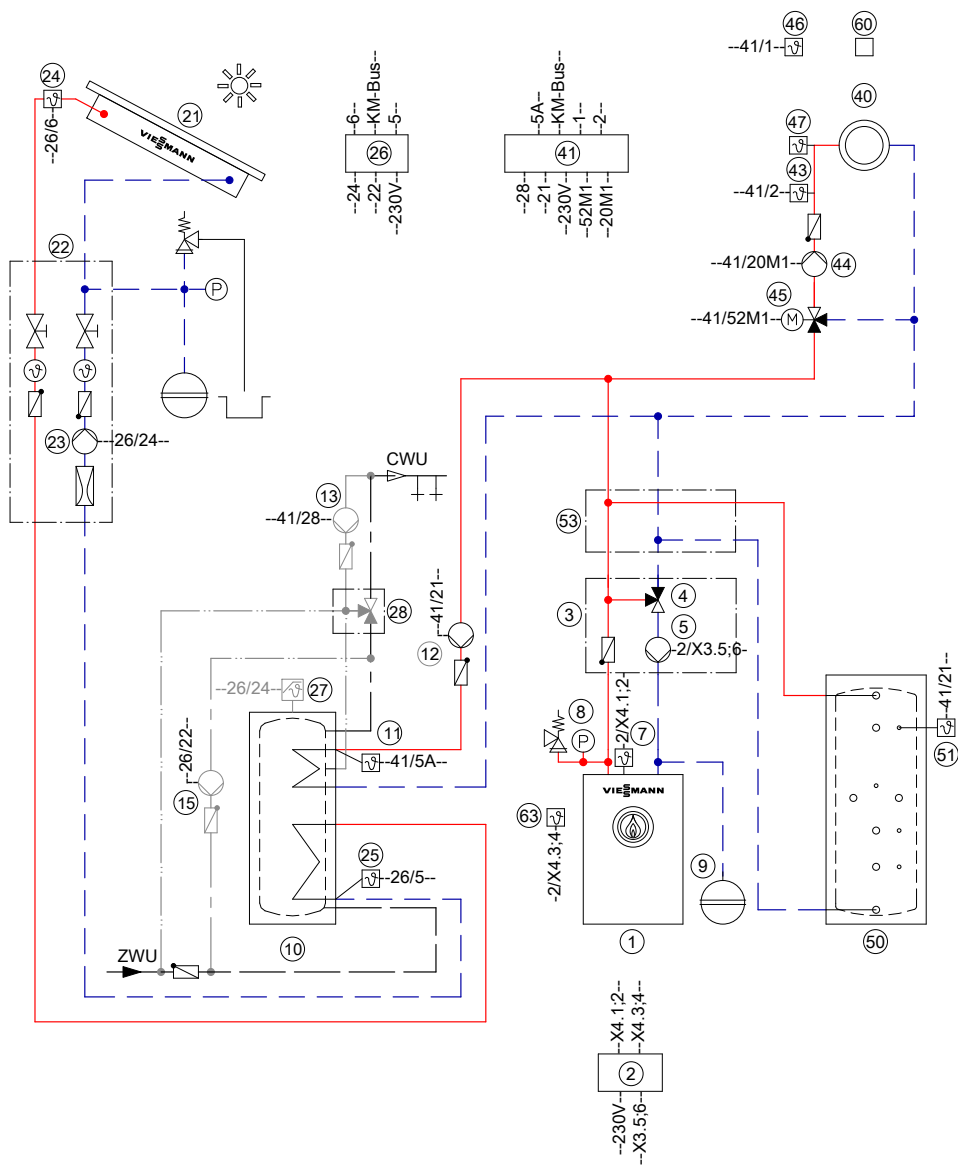 46
60
--41/1--
24
21
VIESSMANN
--26/6--
--6--
--KM-Bus--
--5--
26
--24--
--22--
--230V--
--5A--
--KM-Bus--
--1--
--2--
41
--28--
--21--
--230V--
--52M1--
--20M1--
40
47
43
--41/2--
--41/20M1--
44
45
--41/52M1--
M
22
P
23
---26/24--
CWU
13
--41/28--
53
28
--41/21--
12
3
4
5
-2/X3.5;6-
--26/24--
27
11
--41/5A--
8
P
7
-2/X4.1;2-
VIESSMANN
--41/21--
51
--26/22--
15
63
-2/X4.3;4-
25
--26/5--
9
10
1
50
ZWU
--X4.1;2--
--X4.3;4--
2
--230V--
--X3.5;6--